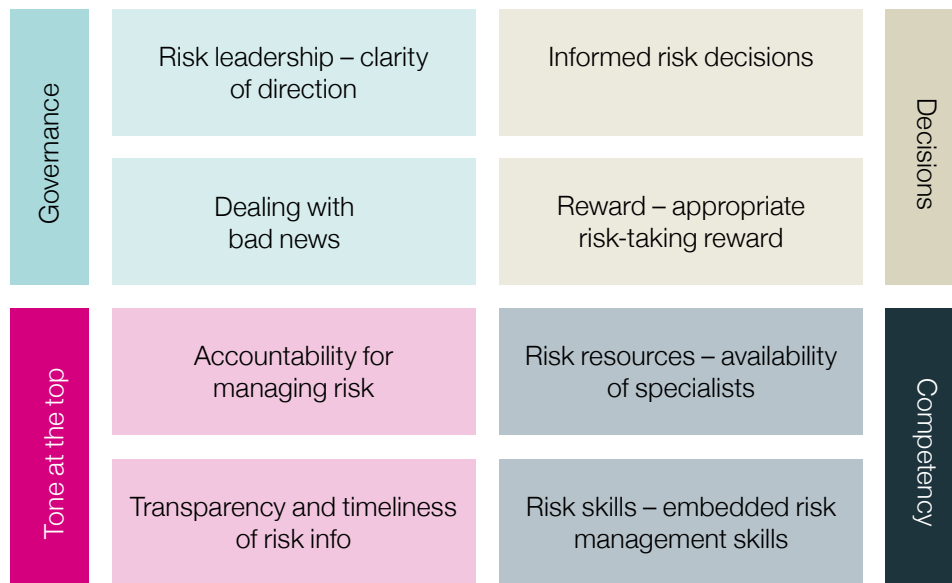 Governance
Risk leadership – clarity
of direction
Informed risk decisions
Decisions
Dealing with
bad news
Reward – appropriate
risk-taking reward
Tone at the top
Accountability for
managing risk
Risk resources – availability
of specialists
Competency
Transparency and timeliness
of risk info
Risk skills – embedded risk
management skills